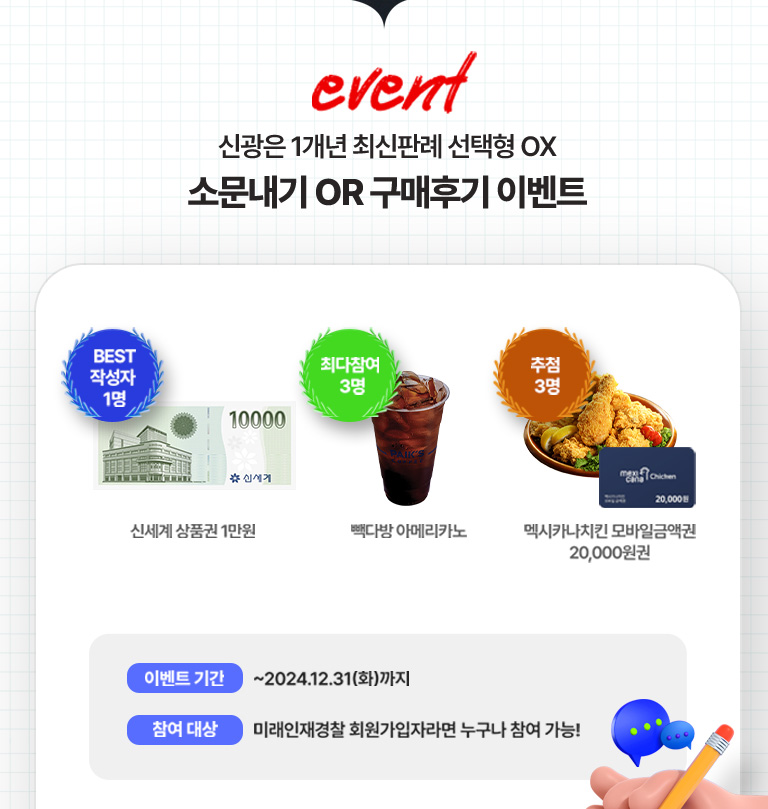 event
신광은 1개년 최신판례 선택형 OX
소문내기 OR 구매후기 이벤트
BEST
작성자
1명
10000
신세계
신세계 상품권 1만원
최다참여
3명
빽다방 아메리카노
추첨
3명
mexi
cana Chichen
20,000원
멕시카나치킨 모바일금액권
20,000원권
이벤트 기간 ~2024.12.31(화)까지
참여 대상 미래인재경찰 회원가입자라면 누구나 참여 가능!